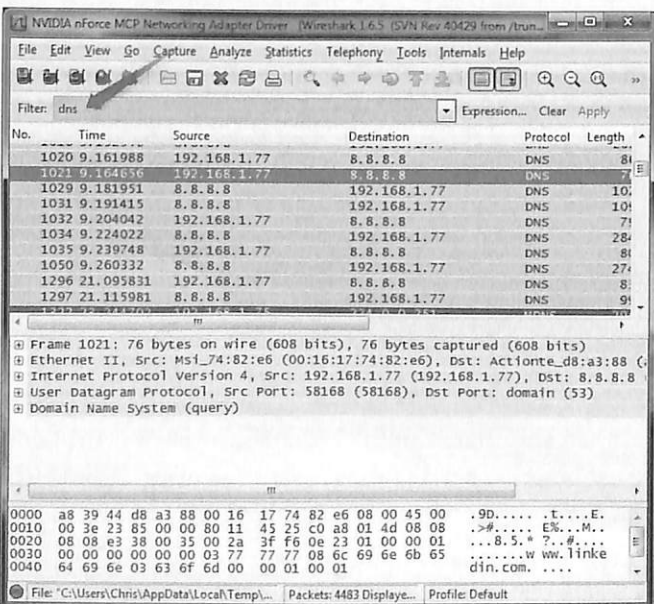 NVIDIA nForce MCP Networking Adapter Driver [Wireshark 1.6.5 (SVN Rev 40429 from /trun...
File Edit View Go Capture Analyze Statistics Telephony Tools Internals Help
Filter: dns Expression... Clear Apply
No. Time Source Destination Protocol Length
1020 9.161988 192.168.1.77 8.8.8.8 DNS
1021 9.164656 192.168.1.77 8.8.8.8 DNS
1029 9.181951 8.8.8.8 192.168.1.77 DNS
1031 9.191415 8.8.8.8 192.168.1.77 DNS
1032 9.204042 192.168.1.77 8.8.8.8 DNS
1034 9.224022 8.8.8.8 192.168.1.77 DNS 284
1035 9.239748 192.168.1.77 8.8.8.8 DNS
1050 9.260332 8.8.8.8 192.168.1.77 DNS 274
1296 21.095831 192.168.1.77 8.8.8.8 DNS
1297 21.115981 8.8.8.8 192.168.1.77 DNS
Frame 1021: 76 bytes on wire (608 bits), 76 bytes captured (608 bits)
Ethernet II, Src: Msi_74:82:e6 (00:16:17:74:82:e6), Dst: Actionte_d8:a3:88 (
Internet Protocol Version 4, Src: 192.168.1.77 (192.168.1.77), Dst: 8.8.8.8
User Datagram Protocol, Src Port: 58168 (58168), Dst Port: domain (53)
Domain Name System (query)
0000 a8 39 44 d8 a3 88 00 16 17 74 82 e6 08 00 45 00 .9D..... .t....E.
0010 00 3e 23 85 00 00 80 11 45 25 c0 a8 01 4d 08 08 .>#..... E%...M..
0020 08 08 e3 38 00 35 00 2a 3f f6 0e 23 01 00 00 01 ...8.5.* ?..#....
0030 00 00 00 00 00 00 03 77 77 77 08 6c 69 6e 6b 65 .......w ww.linke
0040 64 69 6e 03 63 6f 6d 00 00 01 00 01 din.com. ....
File: "C:\Users\Chris\AppData\Local\Temp\... Packets: 4483 Displaye... Profile: Default